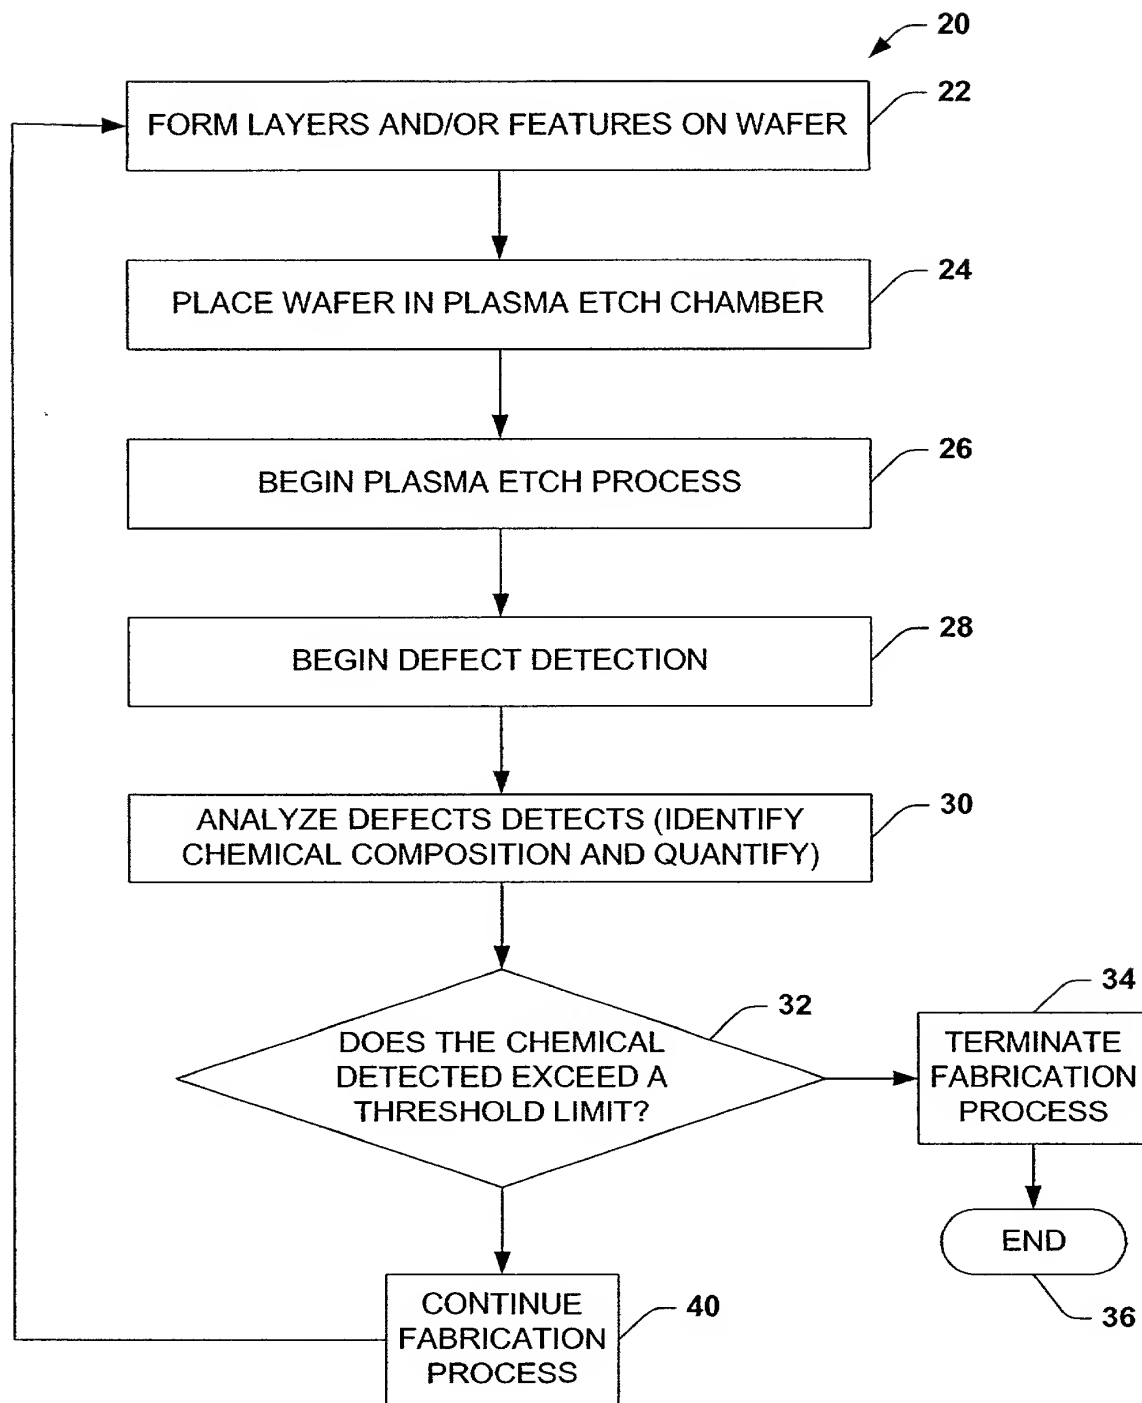 20
FORM LAYERS AND/OR FEATURES ON WAFER
22
PLACE WAFER IN PLASMA ETCH CHAMBER
24
BEGIN PLASMA ETCH PROCESS
26
BEGIN DEFECT DETECTION
28
ANALYZE DEFECTS DETECTS (IDENTIFY
CHEMICAL COMPOSITION AND QUANTIFY)
30
DOES THE CHEMICAL
DETECTED EXCEED A
THRESHOLD LIMIT?
32
34
TERMINATE
FABRICATION
PROCESS
END
36
CONTINUE
FABRICATION
PROCESS
40